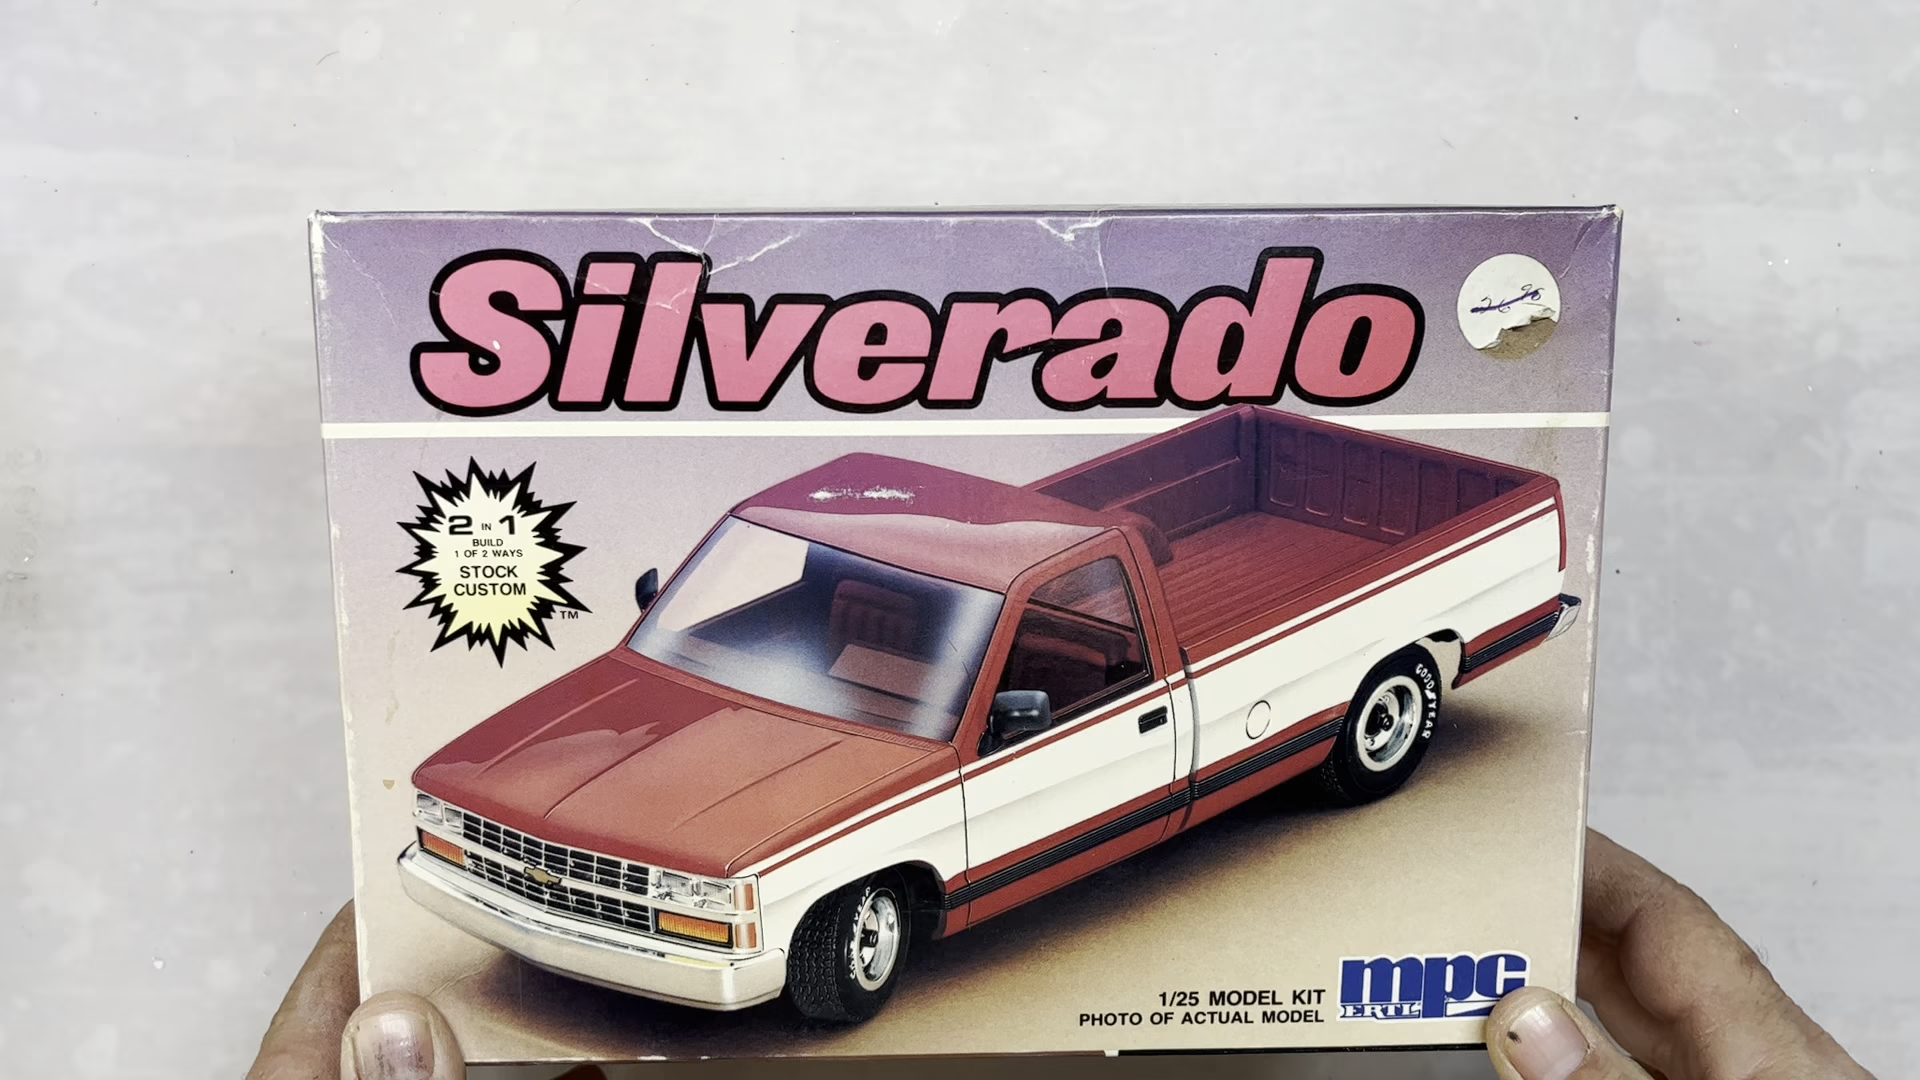 Silverado
2 IN 1
BUILD
1 OF 2 WAYS
STOCK
CUSTOM
TM
GOODYEAR
1/25 MODEL KIT
PHOTO OF ACTUAL MODEL
mpc
ERTL